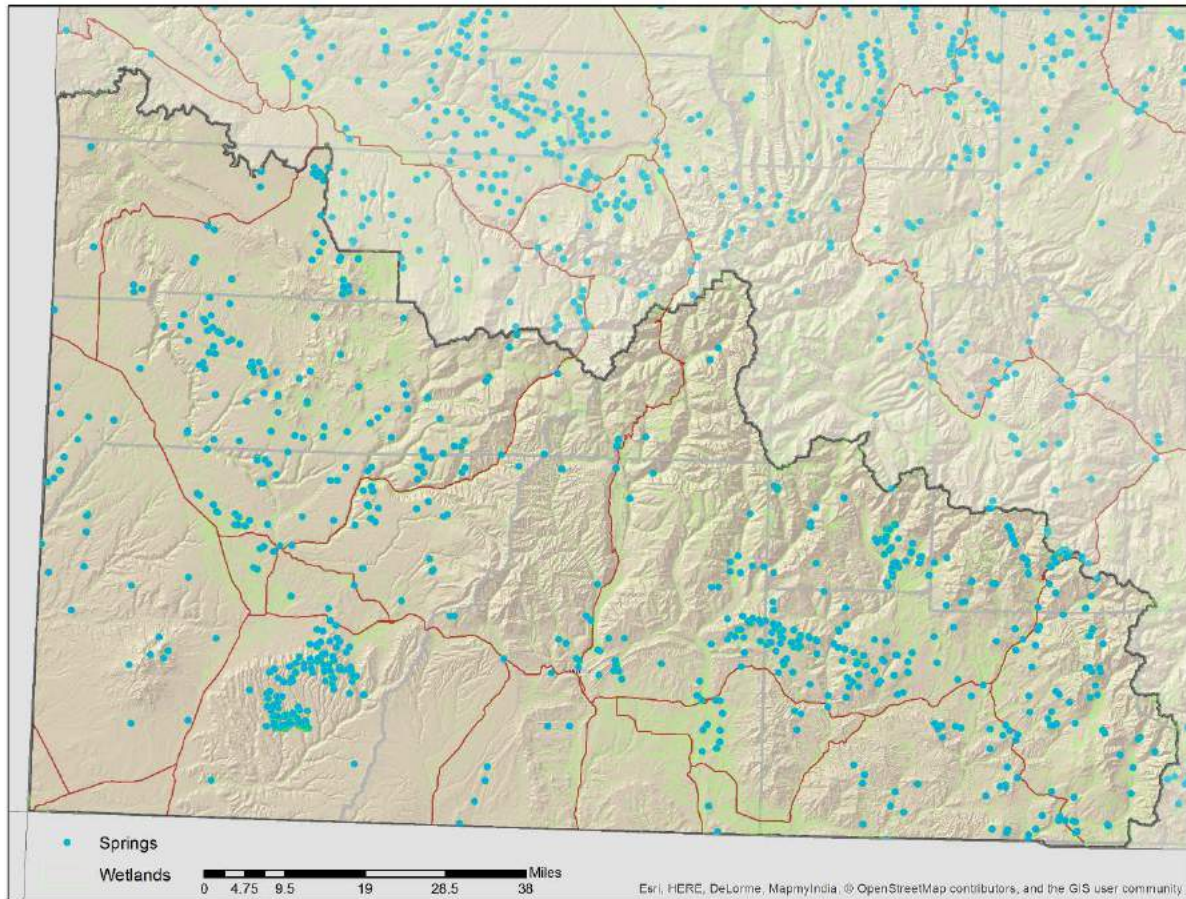 Springs
Wetlands
0 4.75 9.5 19 28.5 38 Miles
Esri, HERE, DeLorme, MapmyIndia, © OpenStreetMap contributors, and the GIS user community